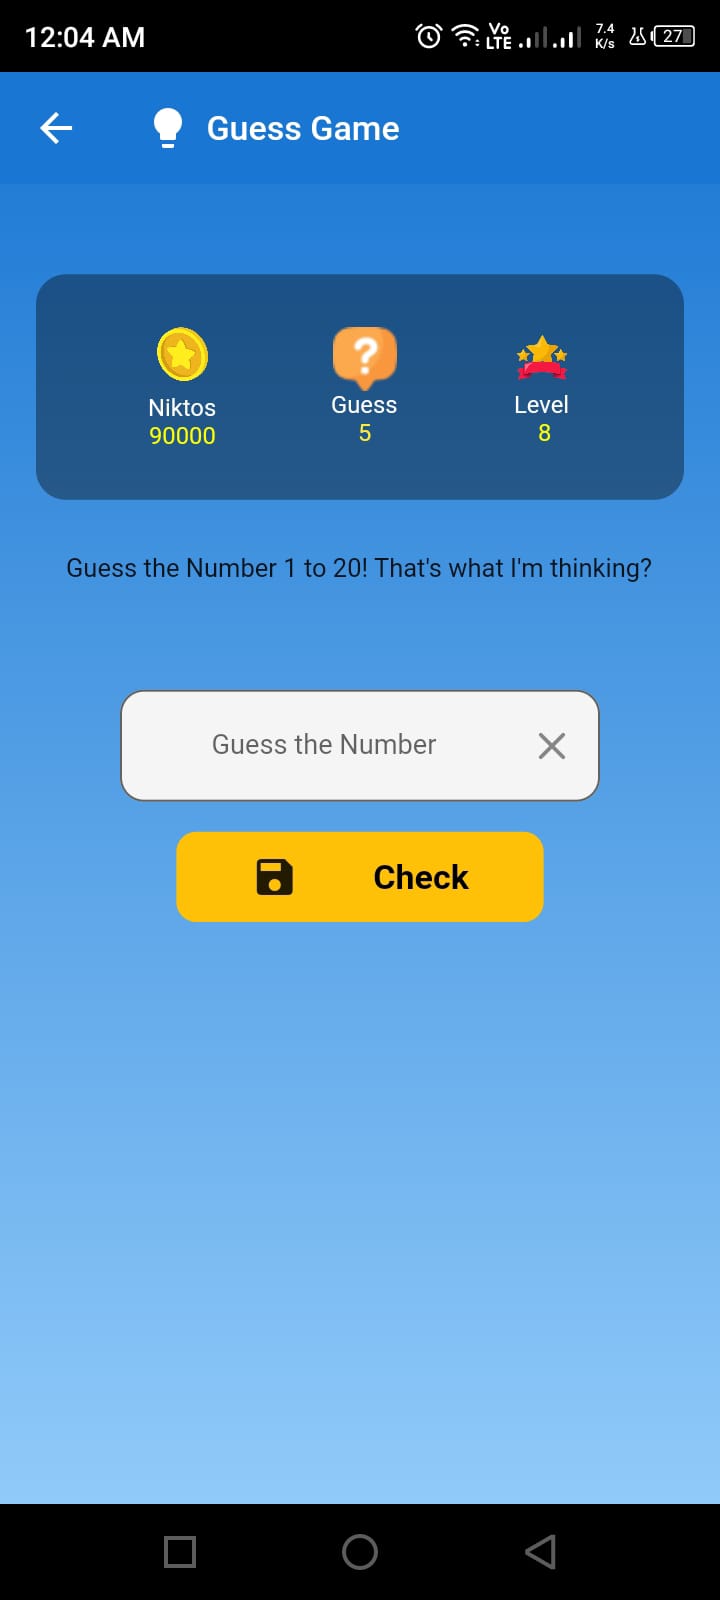 12:04 AM Vo LTE 7.4 K/s 27
Guess Game
?
Niktos Guess Level
90000 5 8
Guess the Number 1 to 20! That's what I'm thinking?
Guess the Number
Check